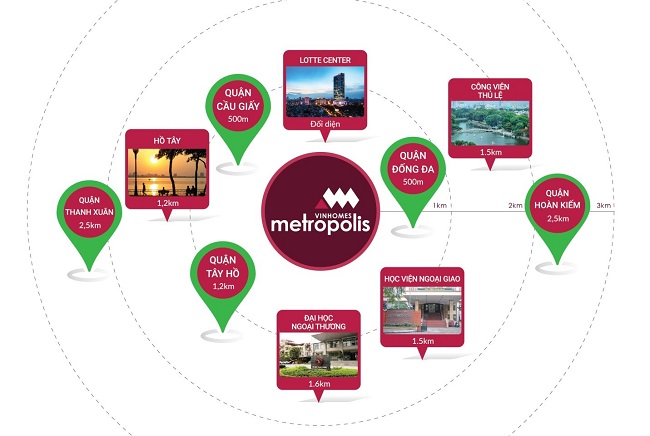 LOTTE CENTER
Đối diện
QUẬN
CẦU GIẤY
500m
CÔNG VIÊN
THỦ LỆ
1.5km
HỒ TÂY
1,2km
QUẬN
ĐỐNG ĐA
500m
QUẬN
THANH XUÂN
2,5km
VINHOMES
metropolis
1km
2km
3km
QUẬN
HOÀN KIẾM
2,5km
QUẬN
TÂY HỒ
1,2km
HỌC VIỆN NGOẠI GIAO
1.5km
ĐẠI HỌC
NGOẠI THƯƠNG
1,6km